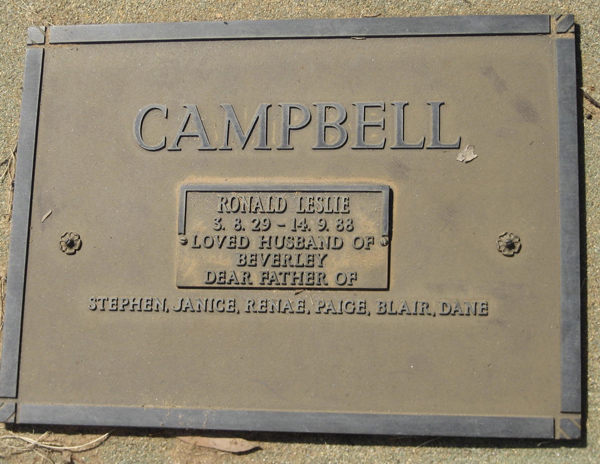 CAMPBELL
RONALD LESLIE
3. 8. 29 - 14. 9. 88
LOVED HUSBAND OF
BEVERLEY
DEAR FATHER OF
STEPHEN, JANICE, RENAE, PAIGE, BLAIR, DANE